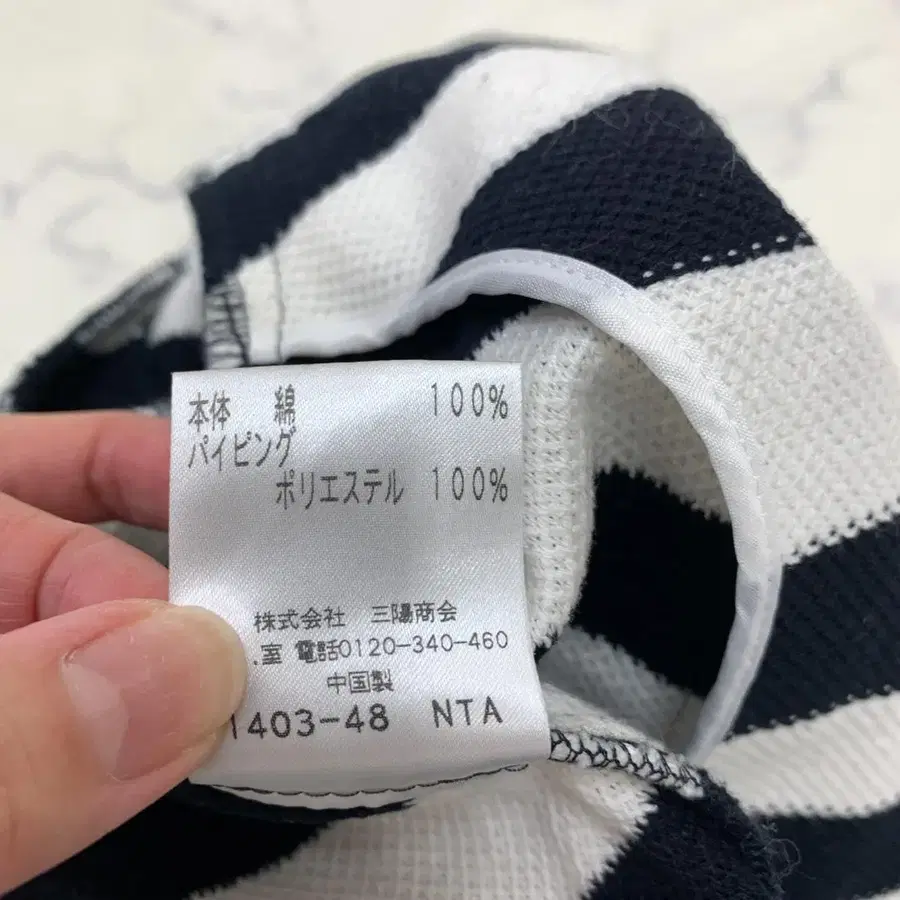 本体 綿 100%
パイピング
ポリエステル 100%
株式会社 三陽商会
室 電話0120-340-460
中国製
1403-48 NTA